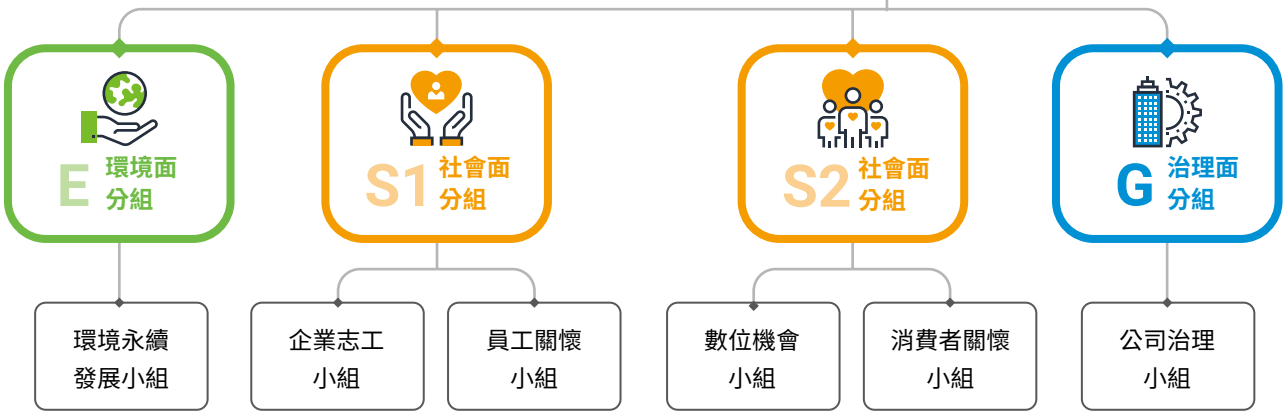 E 環境面
分組
S1 社會面
分組
S2 社會面
分組
G 治理面
分組
環境永續
發展小組
企業志工
小組
員工關懷
小組
數位機會
小組
消費者關懷
小組
公司治理
小組